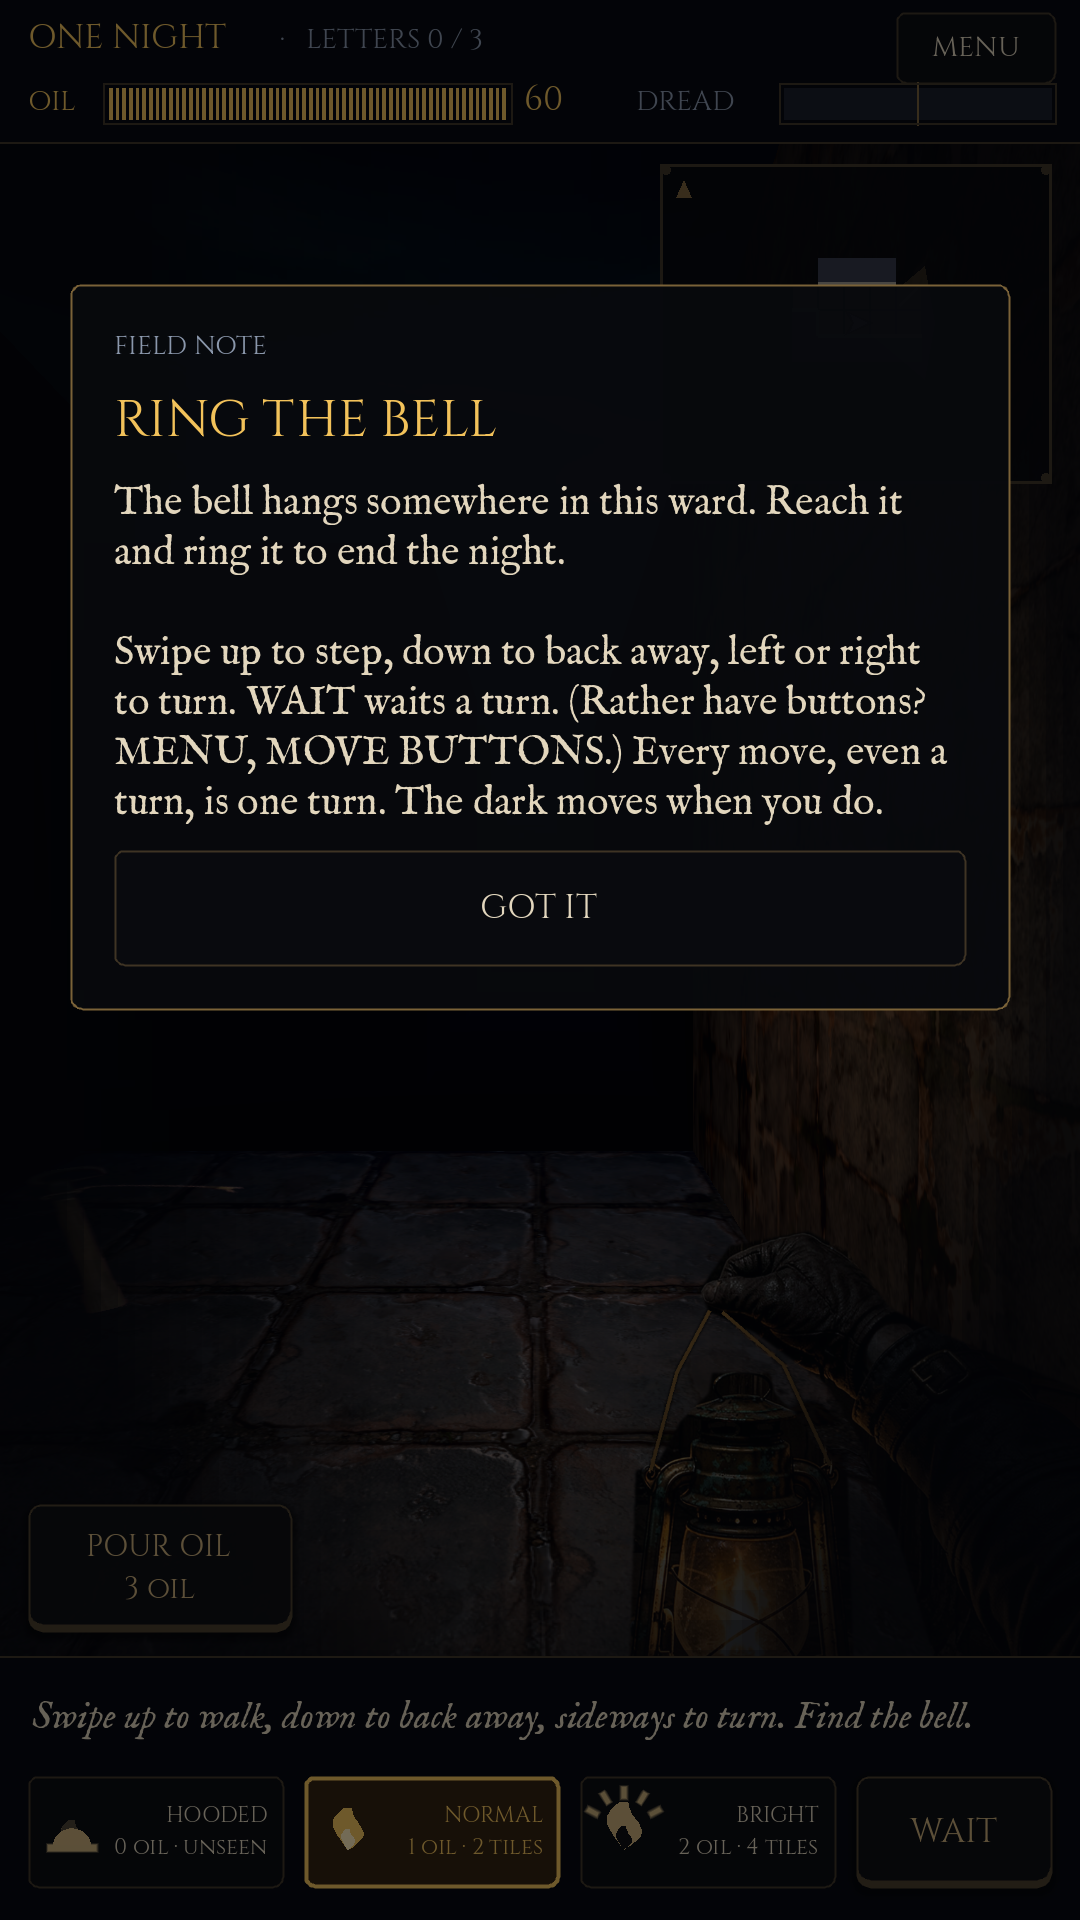 ONE NIGHT · LETTERS 0 / 3
MENU
OIL 60 DREAD
FIELD NOTE
RING THE BELL
The bell hangs somewhere in this ward. Reach it
and ring it to end the night.
Swipe up to step, down to back away, left or right
to turn. WAIT waits a turn. (Rather have buttons?
MENU, MOVE BUTTONS.) Every move, even a
turn, is one turn. The dark moves when you do.
GOT IT
POUR OIL
3 OIL
Swipe up to walk, down to back away, sideways to turn. Find the bell.
HOODED
0 OIL · UNSEEN
NORMAL
1 OIL · 2 TILES
BRIGHT
2 OIL · 4 TILES
WAIT